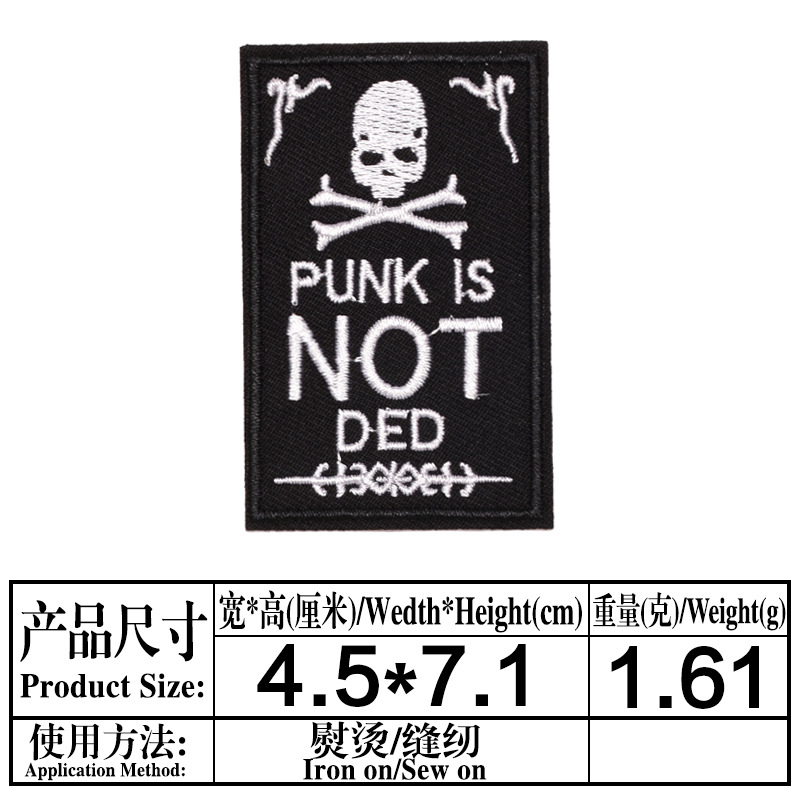 PUNK IS
NOT
DED
产品尺寸
Product Size:
宽*高(厘米)/Wedth*Height(cm)
重量(克)/Weight(g)
4.5*7.1
1.61
使用方法:
Application Method:
熨烫/缝纫
Iron on/Sew on